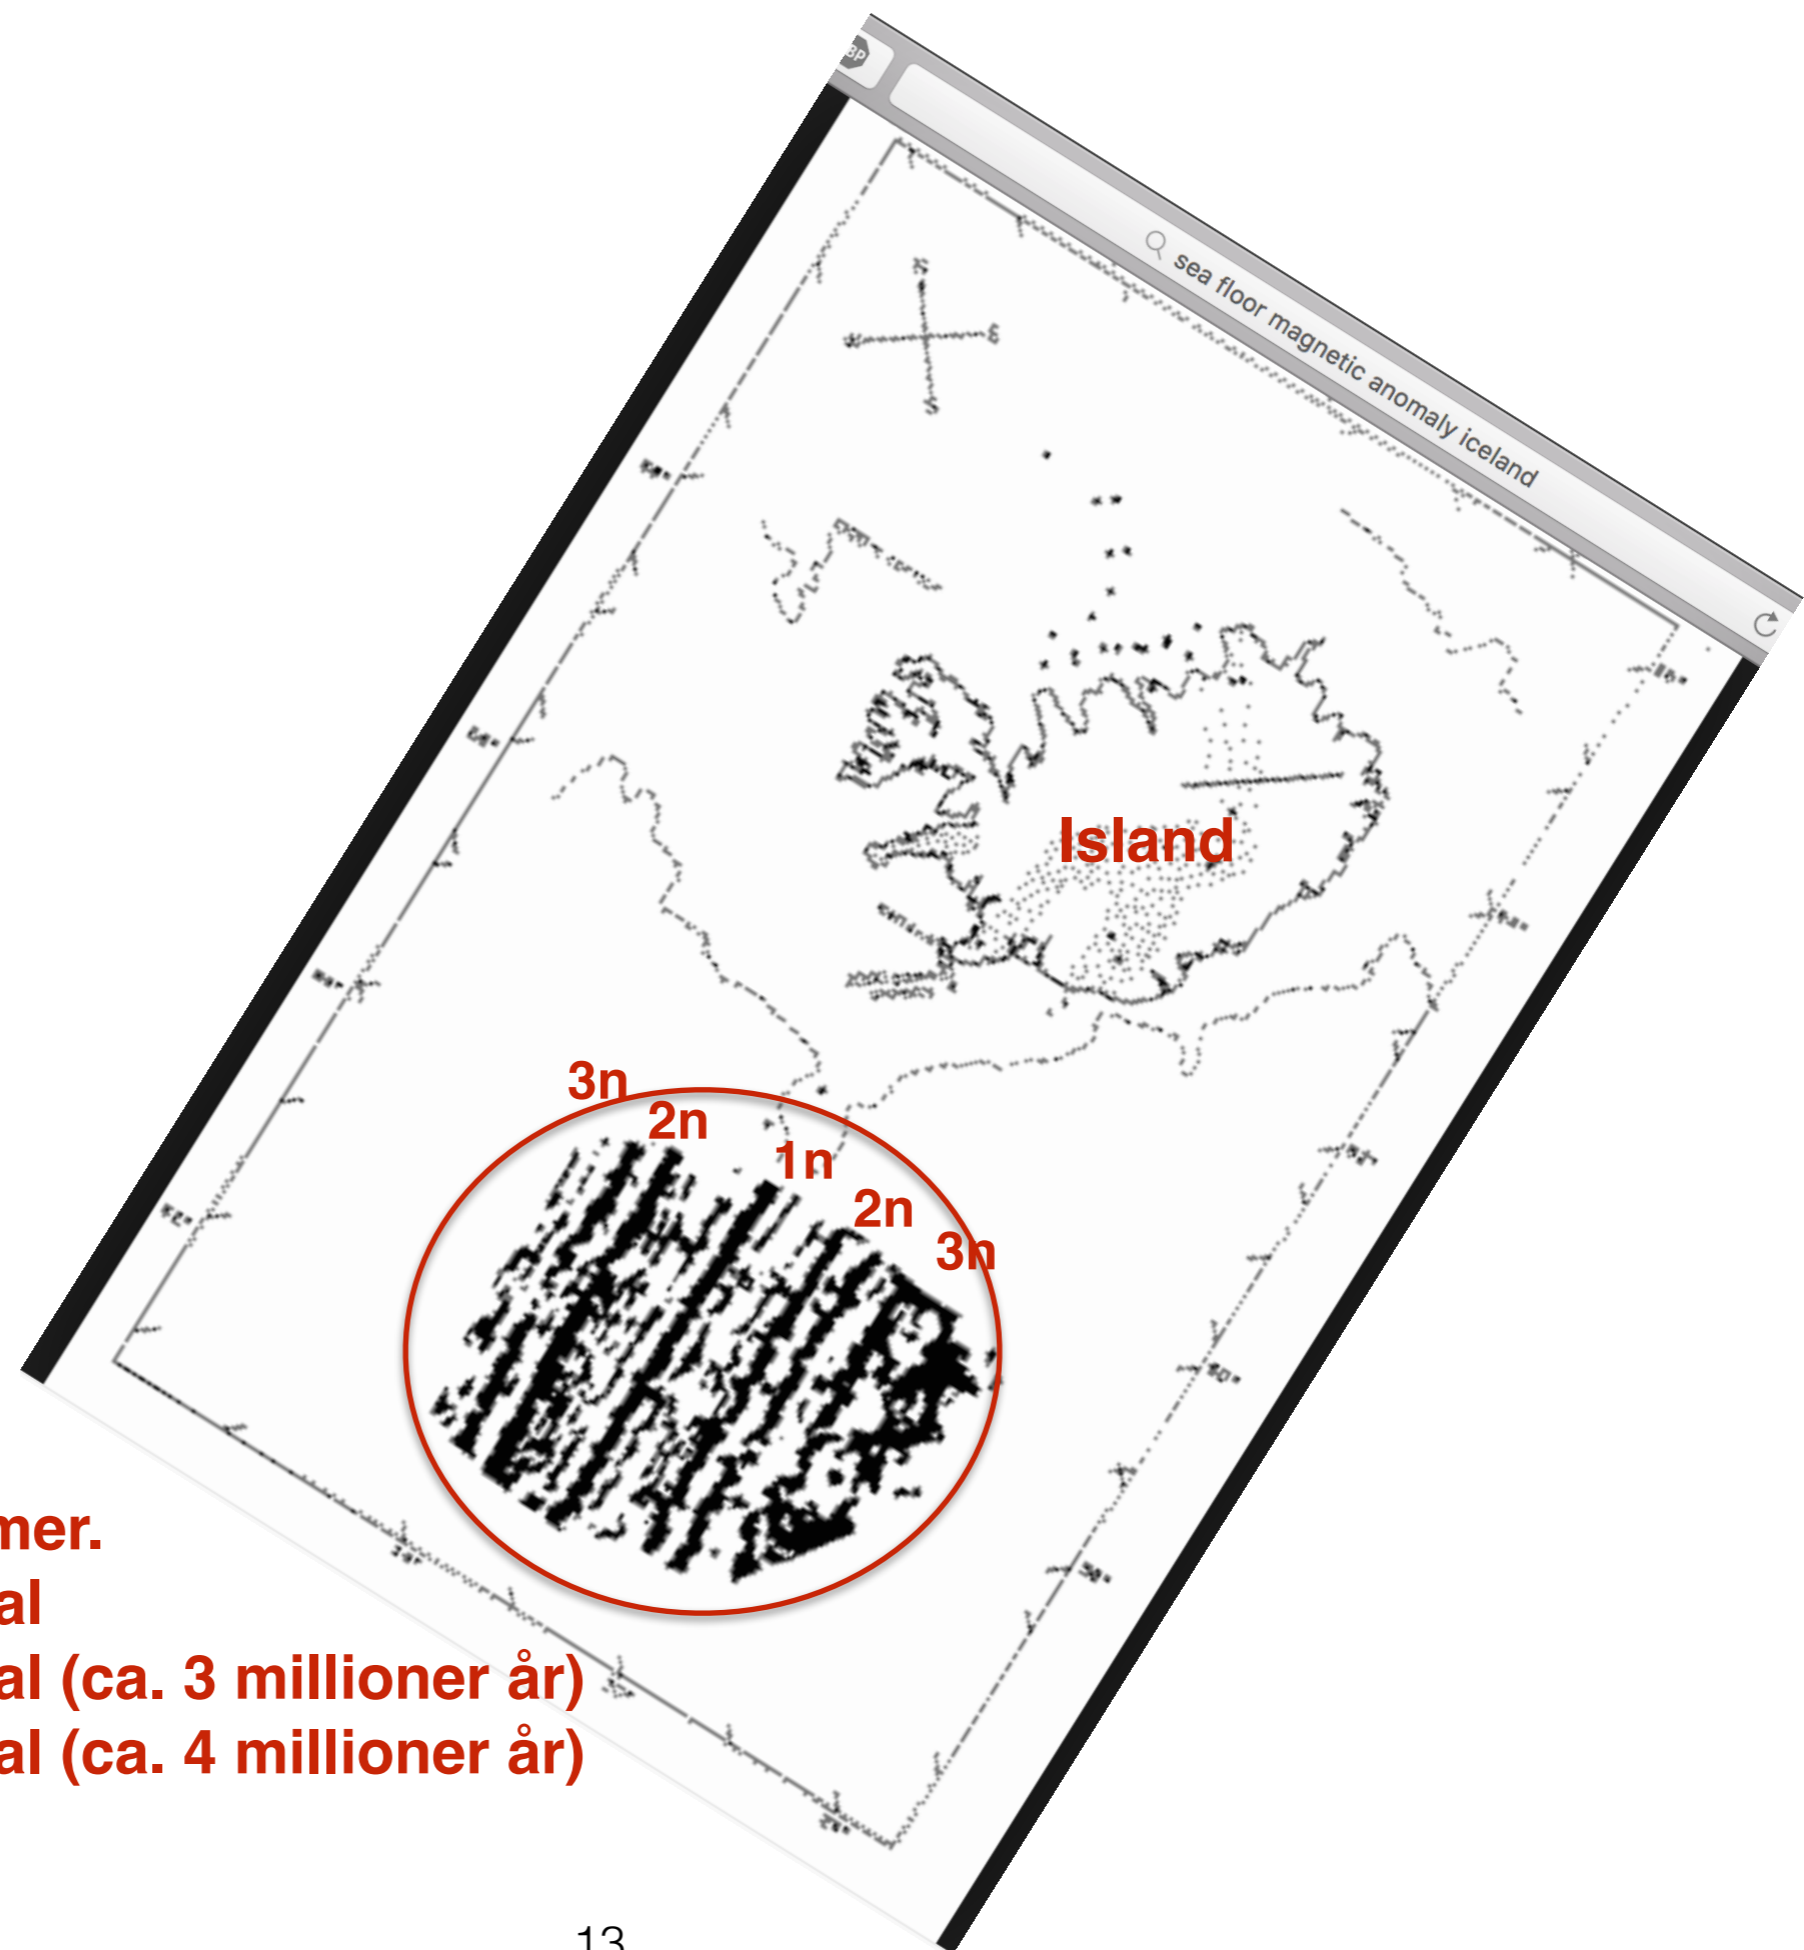 BP
sea floor magnetic anomaly iceland
S
Island
3n
2n
1n
2n
3n
mer.
al
al (ca. 3 millioner år)
al (ca. 4 millioner år)
13